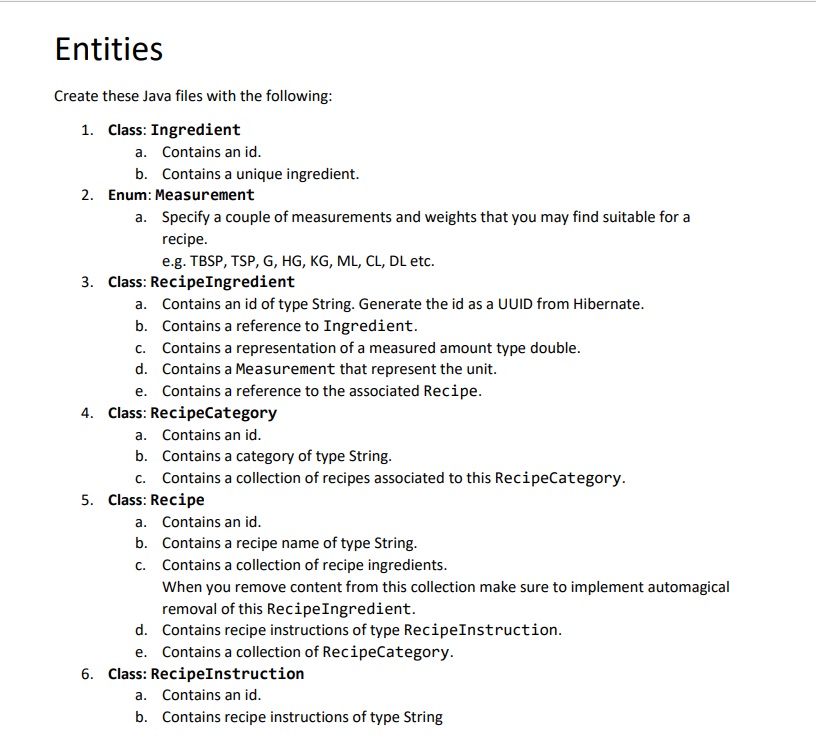 Entities
Create these Java files with the following:
1. Class: Ingredient
a. Contains an id.
b. Contains a unique ingredient.
2. Enum: Measurement
a. Specify a couple of measurements and weights that you may find suitable for a
recipe.
e.g. TBSP, TSP, G, HG, KG, ML, CL, DL etc.
3. Class: RecipeIngredient
a. Contains an id of type String. Generate the id as a UUID from Hibernate.
b. Contains a reference to Ingredient.
c. Contains a representation of a measured amount type double.
d. Contains a Measurement that represent the unit.
e. Contains a reference to the associated Recipe.
4. Class: RecipeCategory
a. Contains an id.
b. Contains a category of type String.
c. Contains a collection of recipes associated to this RecipeCategory.
5. Class: Recipe
a. Contains an id.
b. Contains a recipe name of type String.
c. Contains a collection of recipe ingredients.
When you remove content from this collection make sure to implement automagical
removal of this RecipeIngredient.
d. Contains recipe instructions of type RecipeInstruction.
e. Contains a collection of RecipeCategory.
6. Class: RecipeInstruction
a. Contains an id.
b. Contains recipe instructions of type String